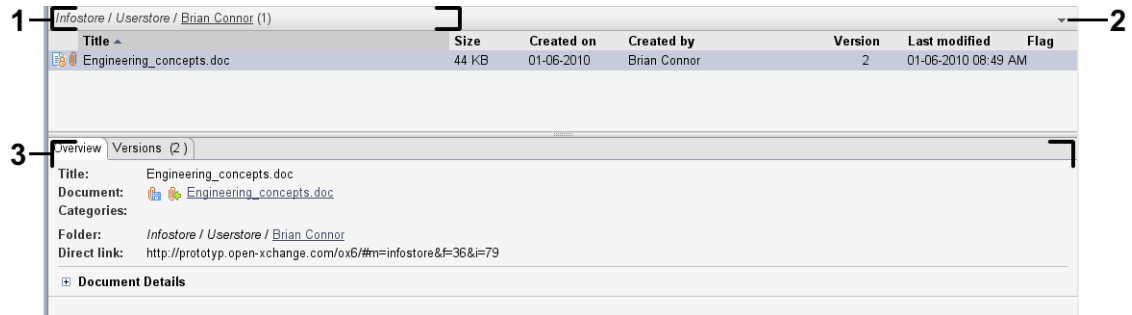 1 Infostore / Userstore / Brian Connor (1) 2
Title Size Created on Created by Version Last modified Flag
Engineering_concepts.doc 44 KB 01-06-2010 Brian Connor 2 01-06-2010 08:49 AM
3 Overview Versions (2)
Title: Engineering_concepts.doc
Document: Engineering_concepts.doc
Categories:
Folder: Infostore / Userstore / Brian Connor
Direct link: http://prototyp.open-xchange.com/ox6/#m=infostore&f=36&i=79
Document Details